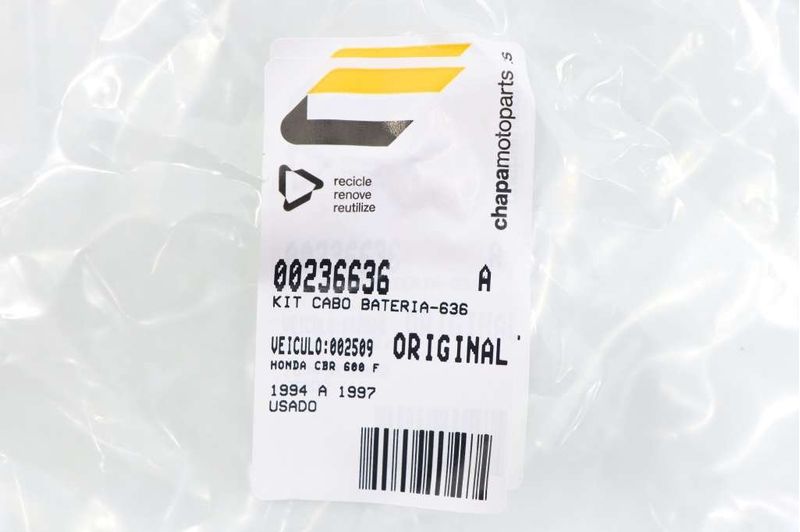 chapamotoparts
recicle
renove
reutilize
00236636 A
KIT CABO BATERIA-636
VEICULO:002509 ORIGINAL
HONDA CBR 600 F
1994 A 1997
USADO